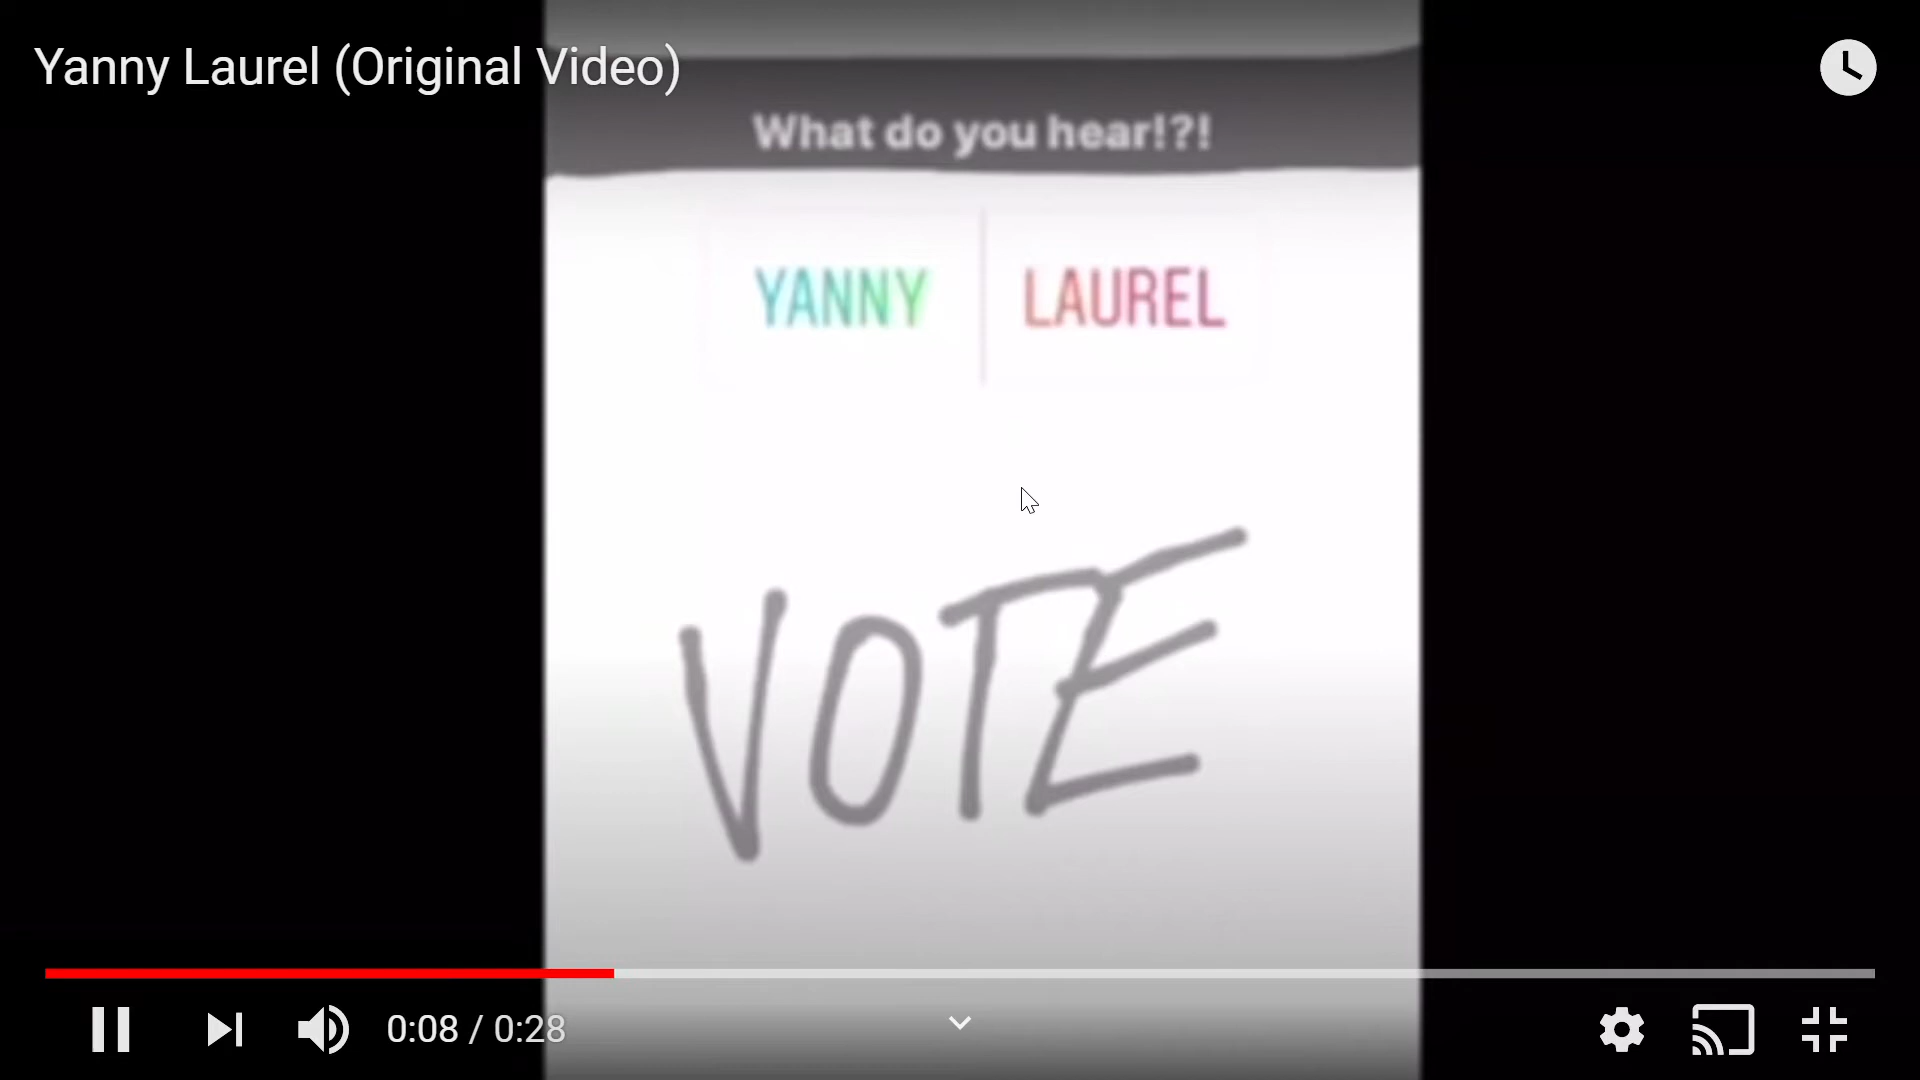 Yanny Laurel (Original Video)
What do you hear!?!
YANNY LAUREL
VOTE
0:08 / 0:28